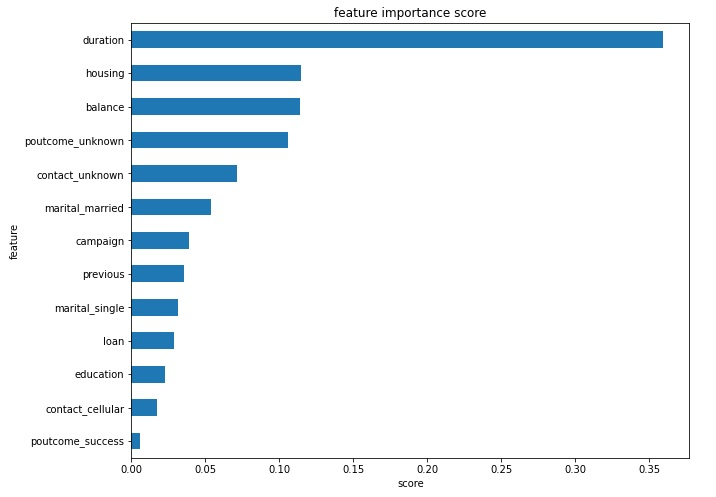 feature importance score
duration
housing
balance
poutcome_unknown
contact_unknown
marital_married
campaign
previous
marital_single
loan
education
contact_cellular
poutcome_success
feature
0.00 0.05 0.10 0.15 0.20 0.25 0.30 0.35
score